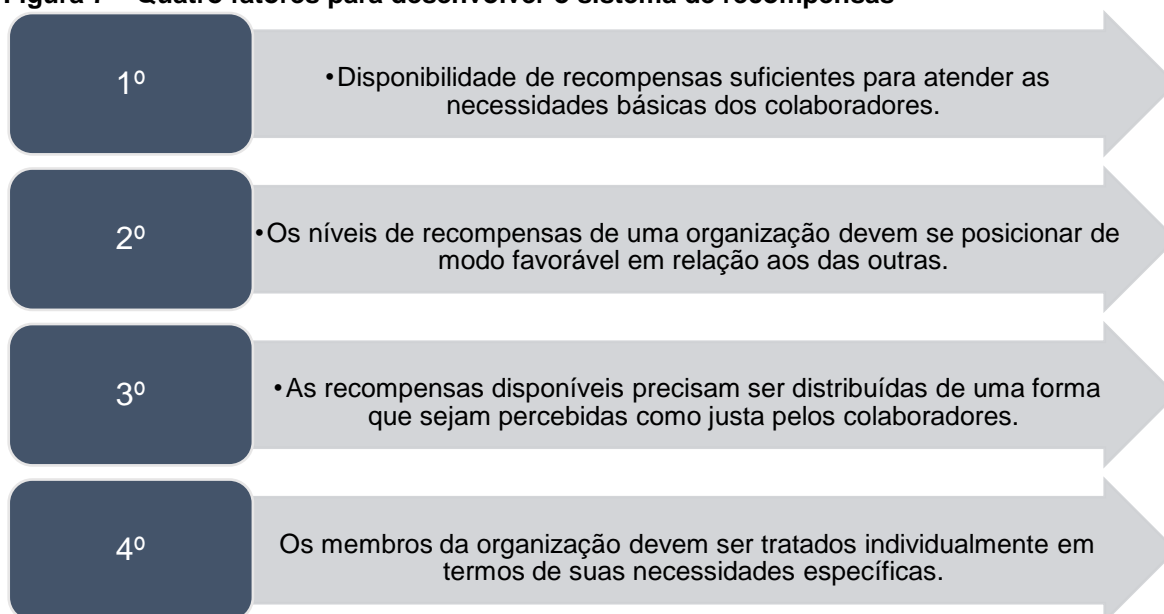 Figura 7 – Quatro fatores para desenvolver o sistema de recompensas
1º
•Disponibilidade de recompensas suficientes para atender as
necessidades básicas dos colaboradores.
2º
•Os níveis de recompensas de uma organização devem se posicionar de
modo favorável em relação aos das outras.
3º
•As recompensas disponíveis precisam ser distribuídas de uma forma
que sejam percebidas como justa pelos colaboradores.
4º
Os membros da organização devem ser tratados individualmente em
termos de suas necessidades específicas.